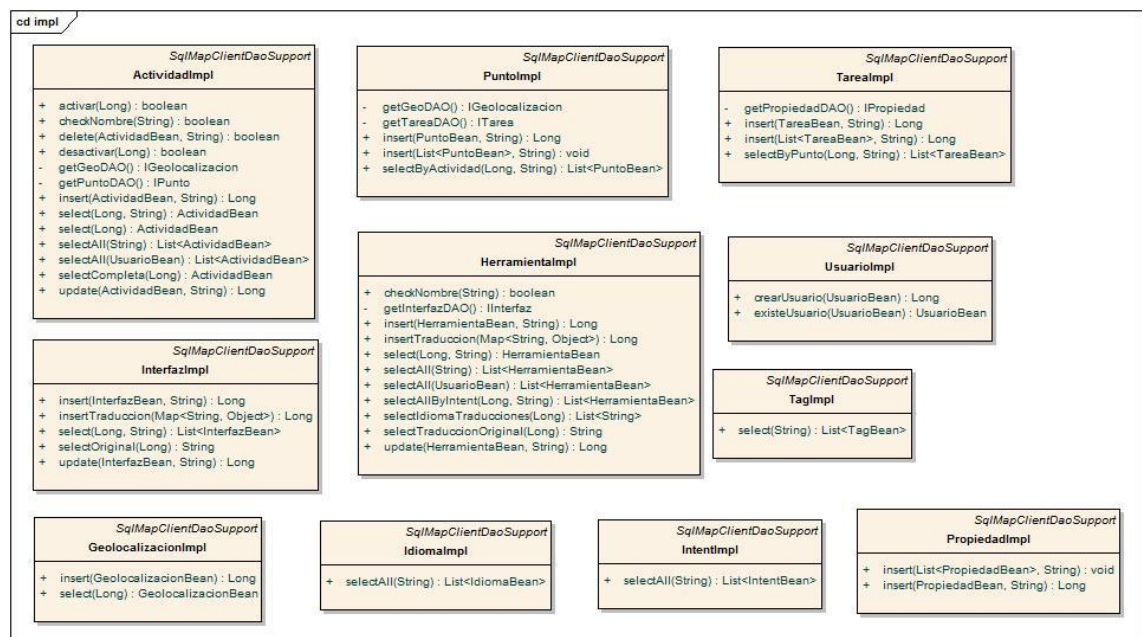 cd impl
SqlMapClientDaoSupport
ActividadImpl
+ activar(Long) : boolean
+ checkNombre(String) : boolean
+ delete(ActividadBean, String) : boolean
+ desactivar(Long) : boolean
- getGeoDAO() : IGeolocalizacion
- getPuntoDAO() : IPunto
+ insert(ActividadBean, String) : Long
+ select(Long, String) : ActividadBean
+ select(Long) : ActividadBean
+ selectAll(String) : List<ActividadBean>
+ selectAll(UsuarioBean) : List<ActividadBean>
+ selectCompleta(Long) : ActividadBean
+ update(ActividadBean, String) : Long
SqlMapClientDaoSupport
PuntoImpl
- getGeoDAO() : IGeolocalizacion
- getTareaDAO() : ITarea
+ insert(PuntoBean, String) : Long
+ insert(List<PuntoBean>, String) : void
+ selectByActividad(Long, String) : List<PuntoBean>
SqlMapClientDaoSupport
TareaImpl
- getPropiedadDAO() : IPropiedad
+ insert(TareaBean, String) : Long
+ insert(List<TareaBean>, String) : Long
+ selectByPunto(Long, String) : List<TareaBean>
SqlMapClientDaoSupport
HerramientaImpl
+ checkNombre(String) : boolean
- getInterfazDAO() : IInterfaz
+ insert(HerramientaBean, String) : Long
+ insertTraduccion(Map<String, Object>) : Long
+ select(Long, String) : HerramientaBean
+ selectAll(String) : List<HerramientaBean>
+ selectAll(UsuarioBean) : List<HerramientaBean>
+ selectAllByIntent(Long, String) : List<HerramientaBean>
+ selectIdiomaTraducciones(Long) : List<String>
+ selectTraduccionOriginal(Long) : String
+ update(HerramientaBean, String) : Long
SqlMapClientDaoSupport
UsuarioImpl
+ crearUsuario(UsuarioBean) : Long
+ existeUsuario(UsuarioBean) : UsuarioBean
SqlMapClientDaoSupport
InterfazImpl
+ insert(InterfazBean, String) : Long
+ insertTraduccion(Map<String, Object>) : Long
+ select(Long, String) : List<InterfazBean>
+ selectOriginal(Long) : String
+ update(InterfazBean, String) : Long
SqlMapClientDaoSupport
TagImpl
+ select(String) : List<TagBean>
SqlMapClientDaoSupport
GeolocalizacionImpl
+ insert(GeolocalizacionBean) : Long
+ select(Long) : GeolocalizacionBean
SqlMapClientDaoSupport
IdiomaImpl
+ selectAll(String) : List<IdiomaBean>
SqlMapClientDaoSupport
IntentImpl
+ selectAll(String) : List<IntentBean>
SqlMapClientDaoSupport
PropiedadImpl
+ insert(List<PropiedadBean>, String) : void
+ insert(PropiedadBean, String) : Long